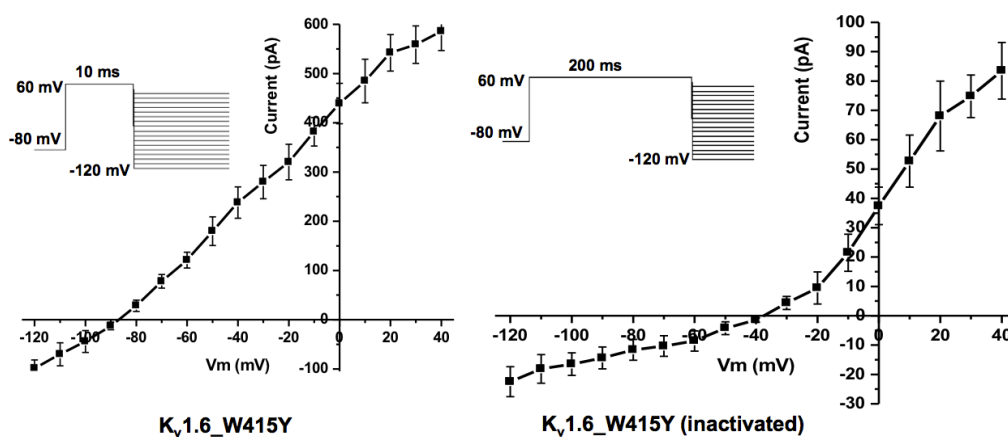 600
500
400
300
200
100
0
-100
Current (pA)
10 ms
60 mV
-80 mV
-120 mV
-120 -100 -80 -60 -40 -20 0 20 40
Vm (mV)
Kv1.6_W415Y
100
90
80
70
60
50
40
30
20
10
0
-10
-20
-30
Current (pA)
200 ms
60 mV
-80 mV
-120 mV
-120 -100 -80 -60 -40 -20 0 20 40
Vm (mV)
Kv1.6_W415Y (inactivated)